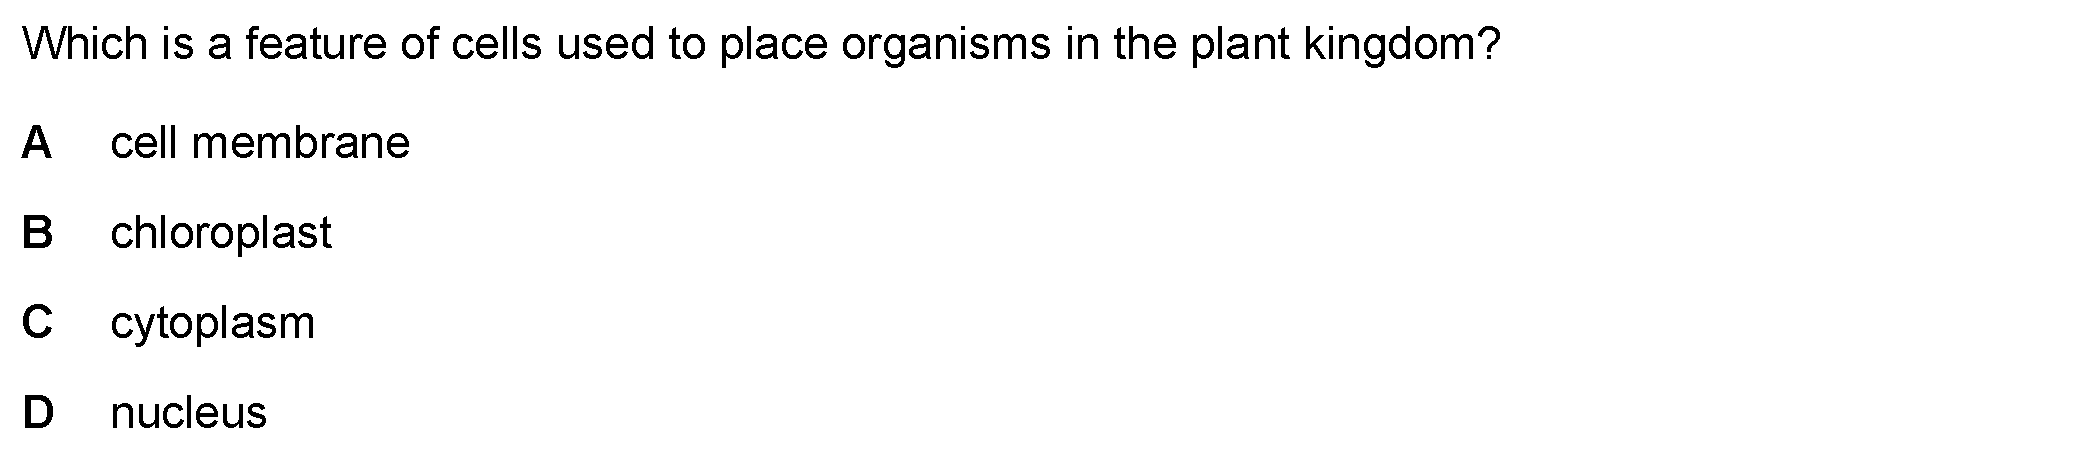 Which is a feature of cells used to place organisms in the plant kingdom?
A cell membrane
B chloroplast
C cytoplasm
D nucleus